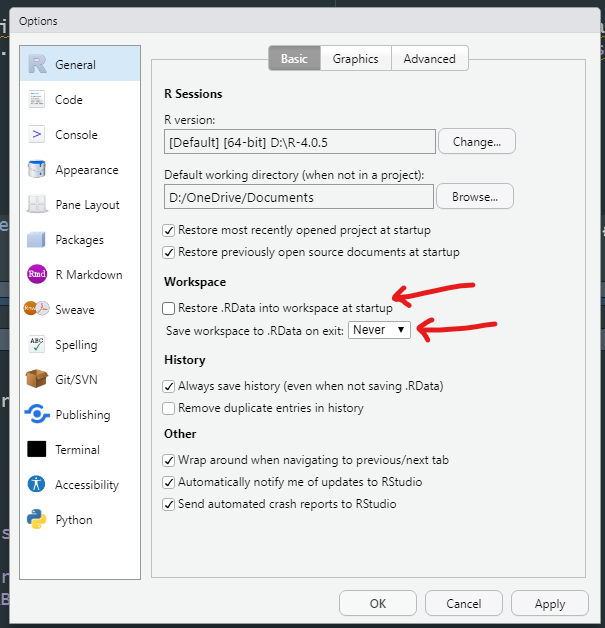 Options
General
Code
Console
Appearance
Pane Layout
Packages
Rmd R Markdown
Sweave
ABC Spelling
Git/SVN
Publishing
Terminal
Accessibility
Python
Basic Graphics Advanced
R Sessions
R version:
[Default] [64-bit] D:\R-4.0.5 Change...
Default working directory (when not in a project):
D:/OneDrive/Documents Browse...
Restore most recently opened project at startup
Restore previously open source documents at startup
Workspace
Restore .RData into workspace at startup
Save workspace to .RData on exit: Never
History
Always save history (even when not saving .RData)
Remove duplicate entries in history
Other
Wrap around when navigating to previous/next tab
Automatically notify me of updates to RStudio
Send automated crash reports to RStudio
OK Cancel Apply